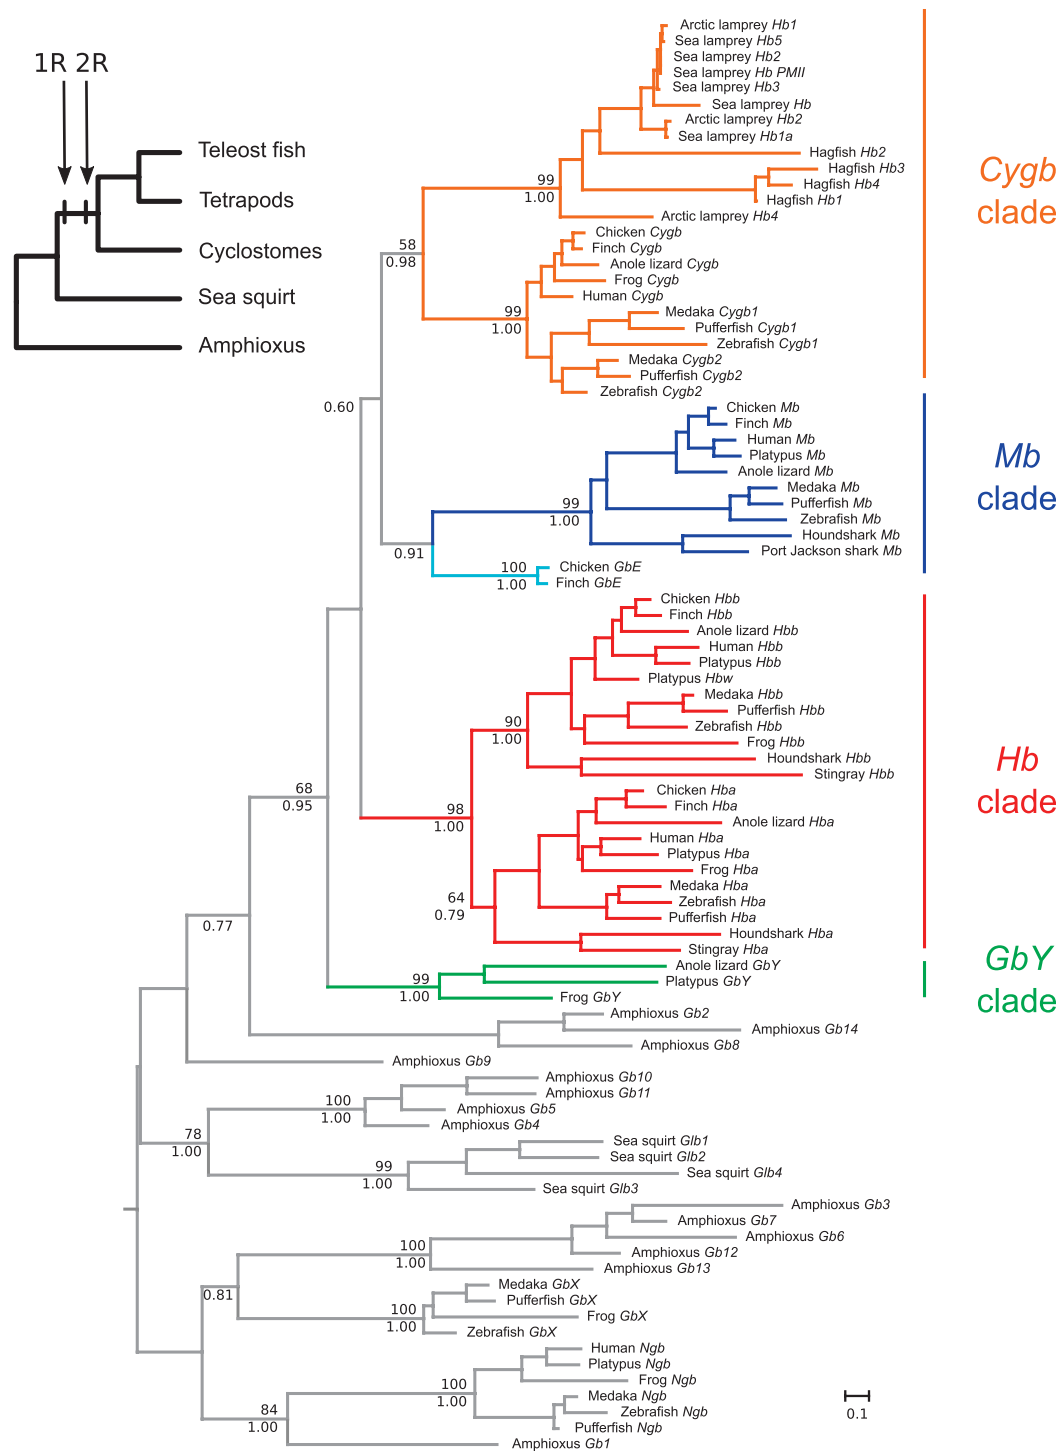 1R 2R
Teleost fish
Tetrapods
Cyclostomes
Sea squirt
Amphioxus
Arctic lamprey Hb1
Sea lamprey Hb5
Sea lamprey Hb2
Sea lamprey Hb PMII
Sea lamprey Hb3
Sea lamprey Hb
Arctic lamprey Hb2
Sea lamprey Hb1a
Hagfish Hb2
Hagfish Hb3
Hagfish Hb4
Hagfish Hb1
99
1.00
Arctic lamprey Hb4
Cygb
clade
58
0.98
Chicken Cygb
Finch Cygb
Anole lizard Cygb
Frog Cygb
Human Cygb
99
1.00
Medaka Cygb1
Pufferfish Cygb1
Zebrafish Cygb1
Medaka Cygb2
Pufferfish Cygb2
Zebrafish Cygb2
0.60
Chicken Mb
Finch Mb
Human Mb
Platypus Mb
Anole lizard Mb
Medaka Mb
Pufferfish Mb
Zebrafish Mb
99
1.00
Houndshark Mb
Port Jackson shark Mb
Mb
clade
0.91
100
1.00
Chicken GbE
Finch GbE
Chicken Hbb
Finch Hbb
Anole lizard Hbb
Human Hbb
Platypus Hbb
Platypus Hbw
Medaka Hbb
Pufferfish Hbb
Zebrafish Hbb
Frog Hbb
90
1.00
Houndshark Hbb
Stingray Hbb
Hb
clade
68
0.95
98
1.00
Chicken Hba
Finch Hba
Anole lizard Hba
Human Hba
Platypus Hba
Frog Hba
Medaka Hba
Zebrafish Hba
Pufferfish Hba
64
0.79
Houndshark Hba
Stingray Hba
0.77
Anole lizard GbY
Platypus GbY
Frog GbY
99
1.00
GbY
clade
Amphioxus Gb2
Amphioxus Gb14
Amphioxus Gb8
Amphioxus Gb9
Amphioxus Gb10
Amphioxus Gb11
Amphioxus Gb5
Amphioxus Gb4
100
1.00
78
1.00
Sea squirt Glb1
Sea squirt Glb2
Sea squirt Glb4
Sea squirt Glb3
99
1.00
Amphioxus Gb3
Amphioxus Gb7
Amphioxus Gb6
Amphioxus Gb12
Amphioxus Gb13
100
1.00
0.81
Medaka GbX
Pufferfish GbX
Frog GbX
Zebrafish GbX
100
1.00
Human Ngb
Platypus Ngb
Frog Ngb
Medaka Ngb
Zebrafish Ngb
Pufferfish Ngb
100
1.00
84
1.00
Amphioxus Gb1
0.1